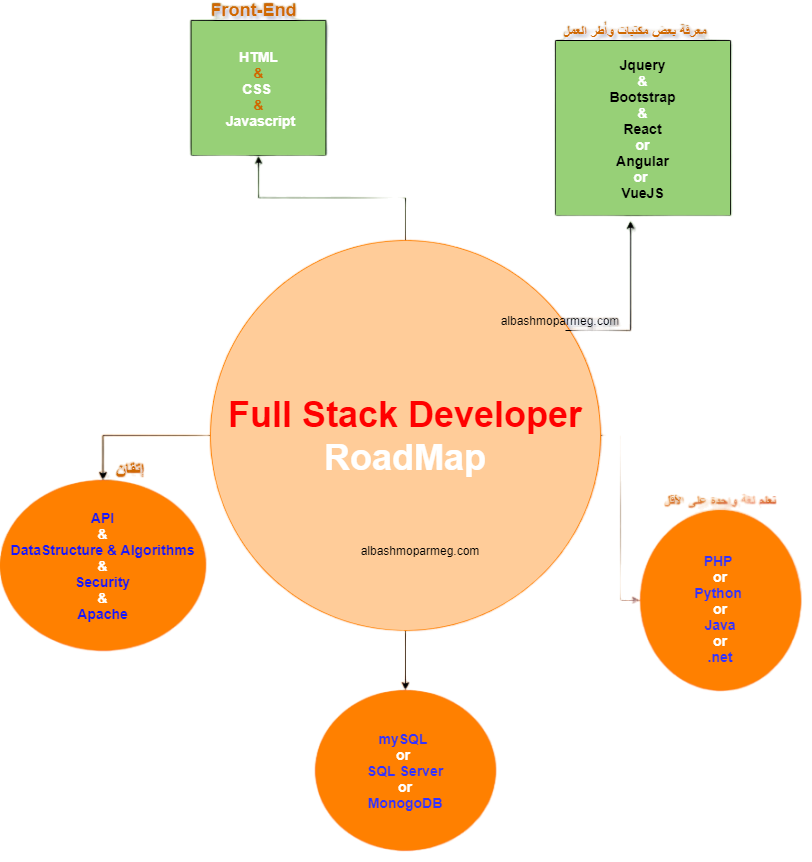 Front-End
HTML
&
CSS
&
Javascript
معرفة بعض مكتبات وأطر العمل
Jquery
&
Bootstrap
&
React
or
Angular
or
VueJS
albashmoparmeg.com
Full Stack Developer
RoadMap
albashmoparmeg.com
إتقان
API
&
DataStructure & Algorithms
&
Security
&
Apache
تعلم لغة واحدة على الأقل
PHP
or
Python
or
Java
or
.net
mySQL
or
SQL Server
or
MonogoDB